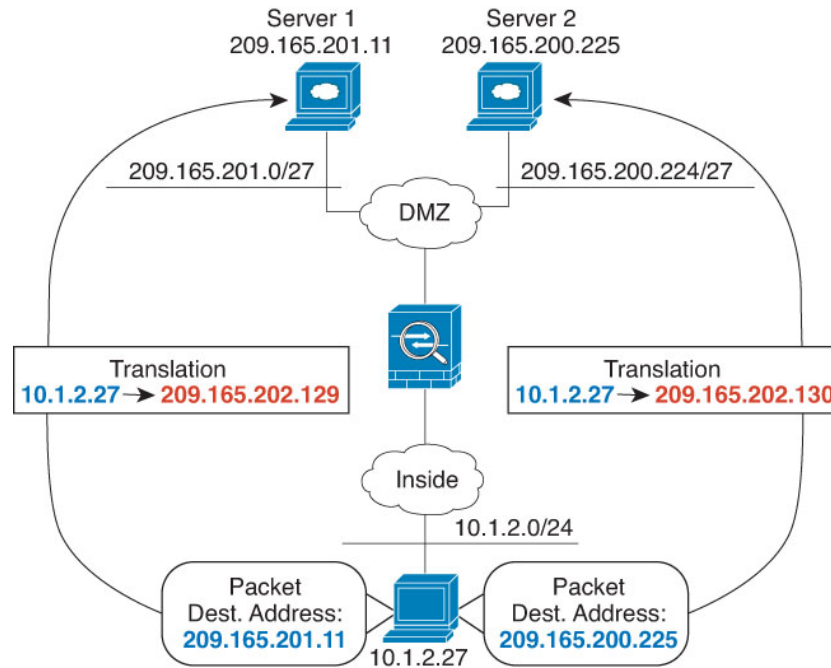 Server 1
209.165.201.11
Server 2
209.165.200.225
209.165.201.0/27
209.165.200.224/27
DMZ
Translation
10.1.2.27 → 209.165.202.129
Translation
10.1.2.27 → 209.165.202.130
Inside
10.1.2.0/24
Packet
Dest. Address:
209.165.201.11
Packet
Dest. Address:
209.165.200.225
10.1.2.27